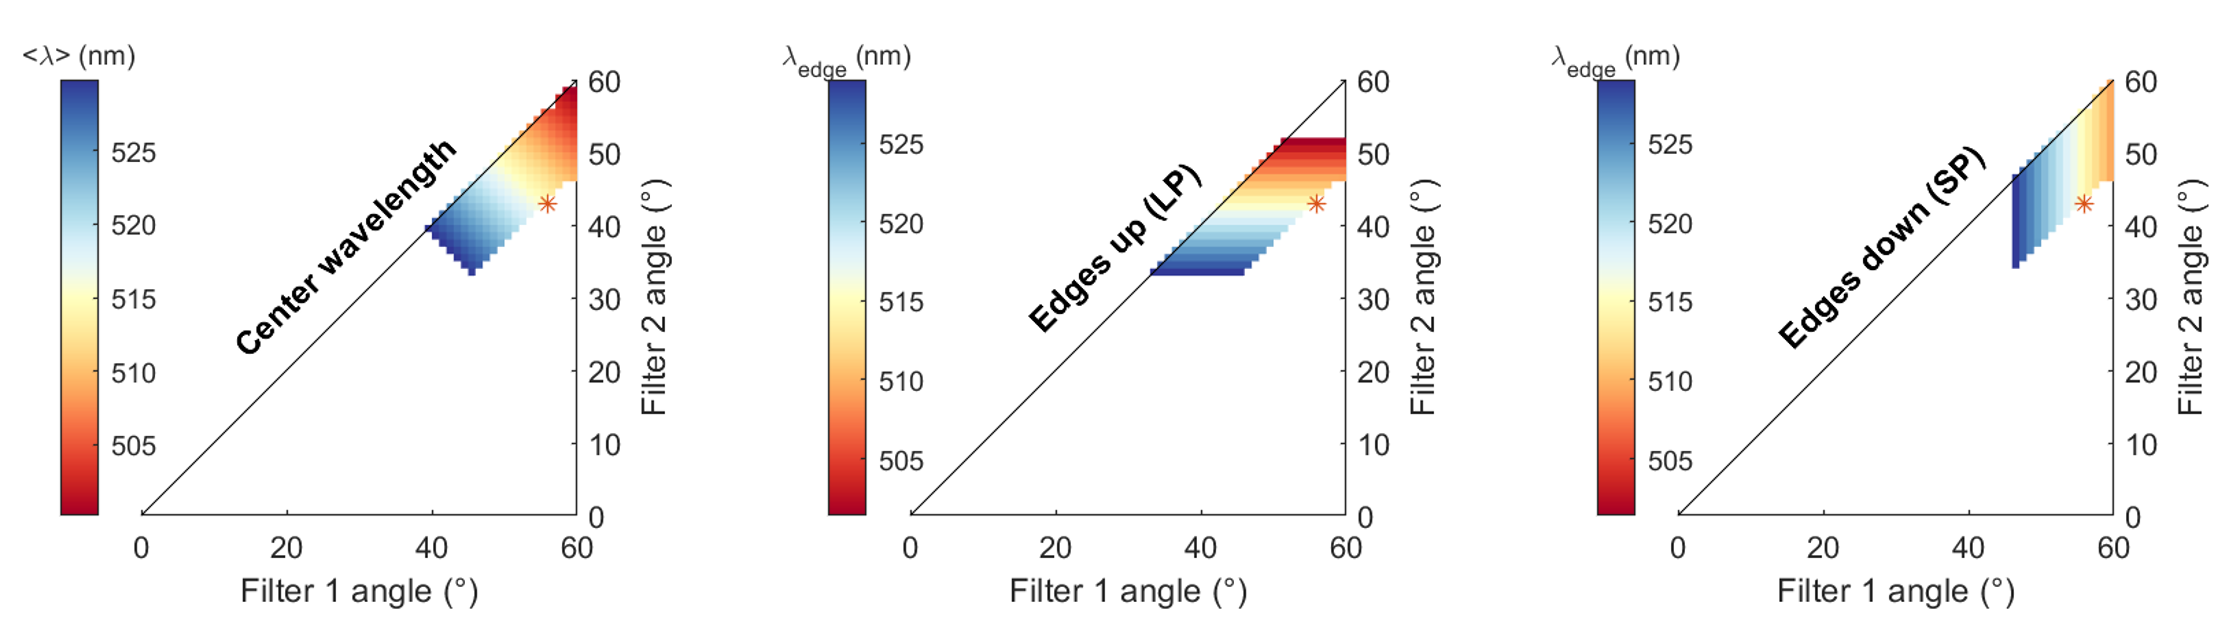 <λ> (nm)
525
520
515
510
505
Center wavelength
60
50
40
30
20
10
0
Filter 2 angle (°)
0 20 40 60
Filter 1 angle (°)
λedge (nm)
525
520
515
510
505
Edges up (LP)
60
50
40
30
20
10
0
Filter 2 angle (°)
0 20 40 60
Filter 1 angle (°)
λedge (nm)
525
520
515
510
505
Edges down (SP)
60
50
40
30
20
10
0
Filter 2 angle (°)
0 20 40 60
Filter 1 angle (°)